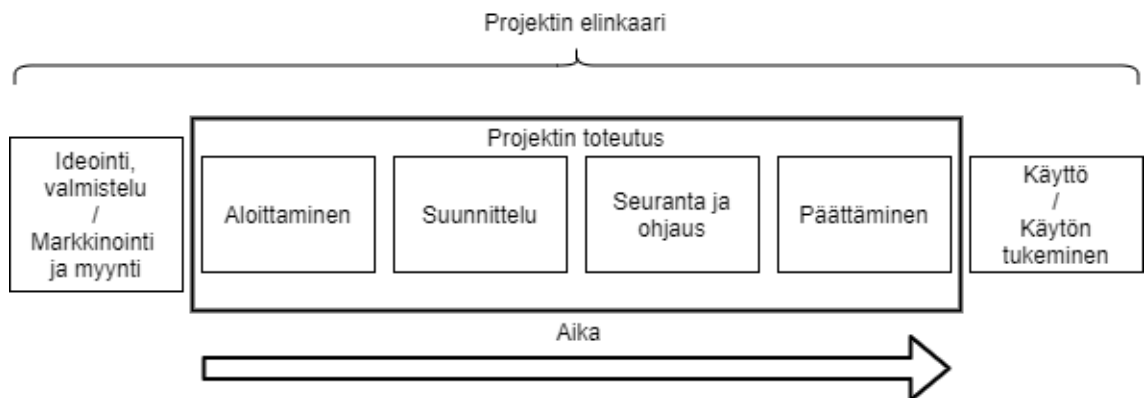 Projektin elinkaari
Projektin toteutus
Ideointi,
valmistelu
/
Markkinointi
ja myynti
Aloittaminen
Suunnittelu
Seuranta ja
ohjaus
Päättäminen
Käyttö
/
Käytön
tukeminen
Aika